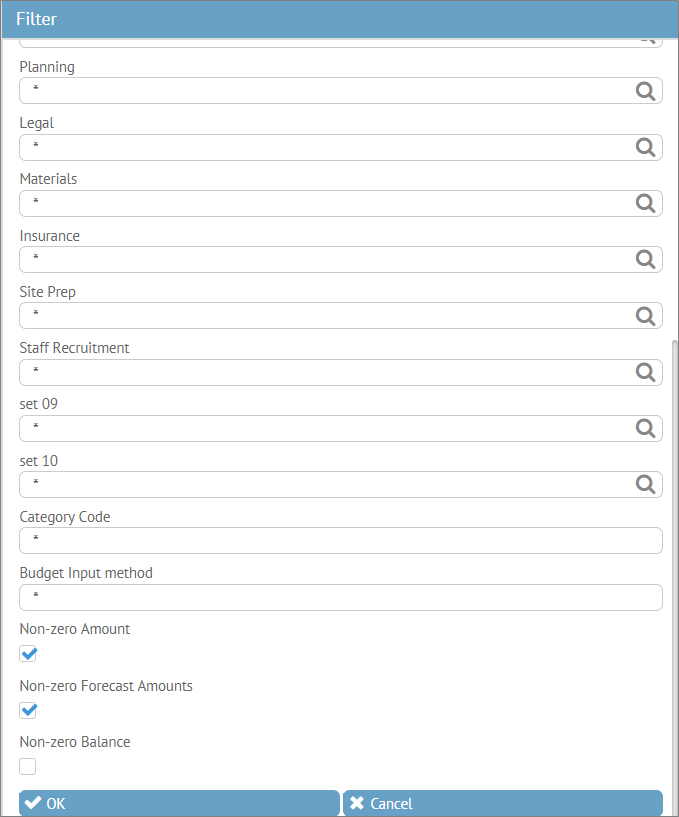 Filter
Planning
*
Legal
*
Materials
*
Insurance
*
Site Prep
*
Staff Recruitment
*
set 09
*
set 10
*
Category Code
*
Budget Input method
*
Non-zero Amount
Non-zero Forecast Amounts
Non-zero Balance
OK Cancel